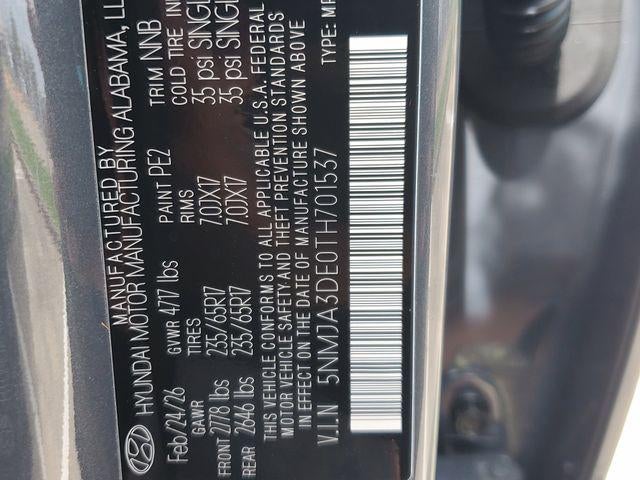 MANUFACTURED BY
HYUNDAI MOTOR MANUFACTURING ALABAMA, LL
Feb/24/26 GVWR 4717 lbs PAINT PE2 TRIM NNB
GAWR TIRES RIMS COLD TIRE IN
FRONT 2778 lbs 235/65R17 7.0JX17 35 psi SINGL
REAR 2646 lbs 235/65R17 7.0JX17 35 psi SINGL
THIS VEHICLE CONFORMS TO ALL APPLICABLE U.S.A. FEDERAL
MOTOR VEHICLE SAFETY AND THEFT PREVENTION STANDARDS
IN EFFECT ON THE DATE OF MANUFACTURE SHOWN ABOVE
V.I.N 5NMJA3DE0TH701537 TYPE: MP